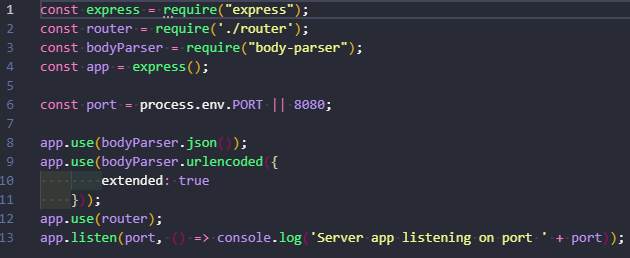 1 const express = require("express");
2 const router = require('./router');
3 const bodyParser = require("body-parser");
4 const app = express();
5
6 const port = process.env.PORT || 8080;
7
8 app.use(bodyParser.json());
9 app.use(bodyParser.urlencoded({
10         extended: true
11     }));
12 app.use(router);
13 app.listen(port, () => console.log('Server app listening on port ' + port));